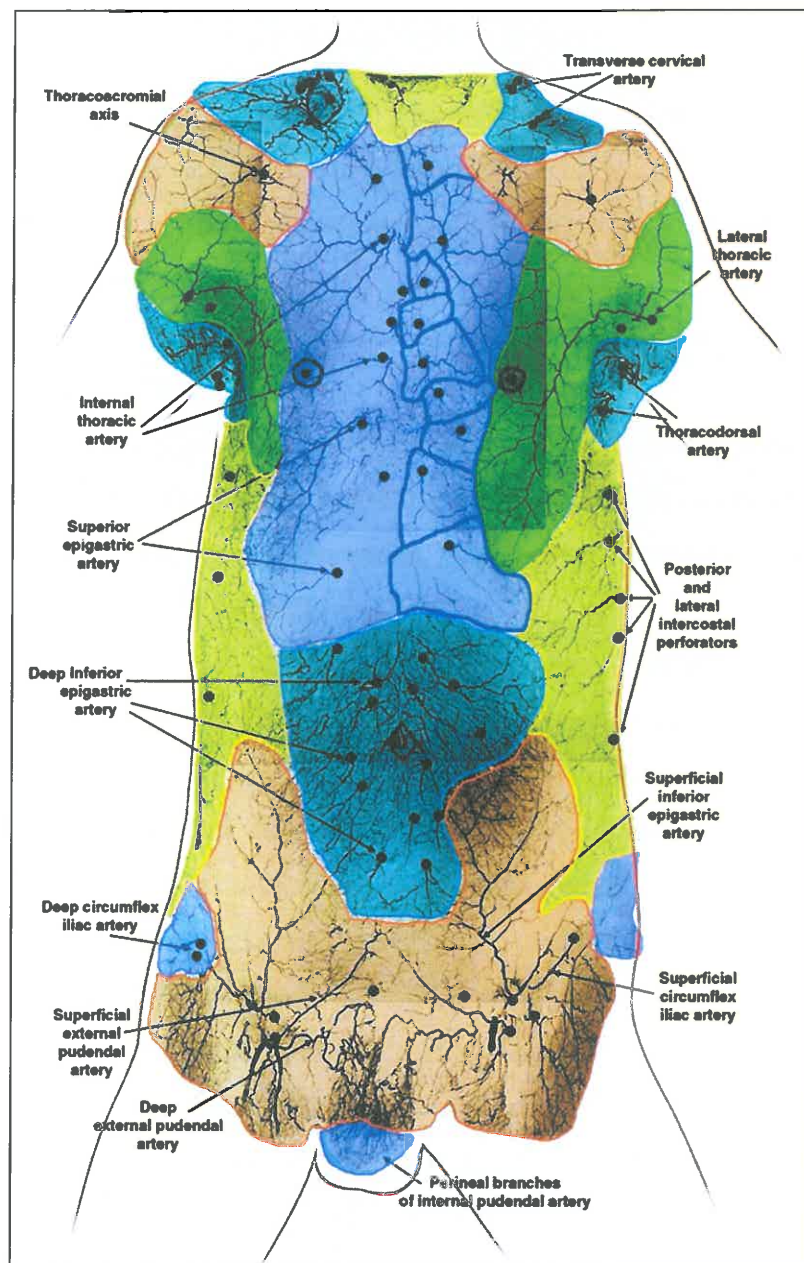 Transverse cervical
artery
Thoracoacromial
axis
Lateral
thoracic
artery
Internal
thoracic
artery
Thoracodorsal
artery
Superior
epigastric
artery
Posterior
and
lateral
intercostal
perforators
Deep Inferior
epigastric
artery
Superficial
inferior
epigastric
artery
Deep circumflex
iliac artery
Superficial
circumflex
iliac artery
Superficial
external
pudendal
artery
Deep
external pudendal
artery
Perineal branches
of internal pudendal artery